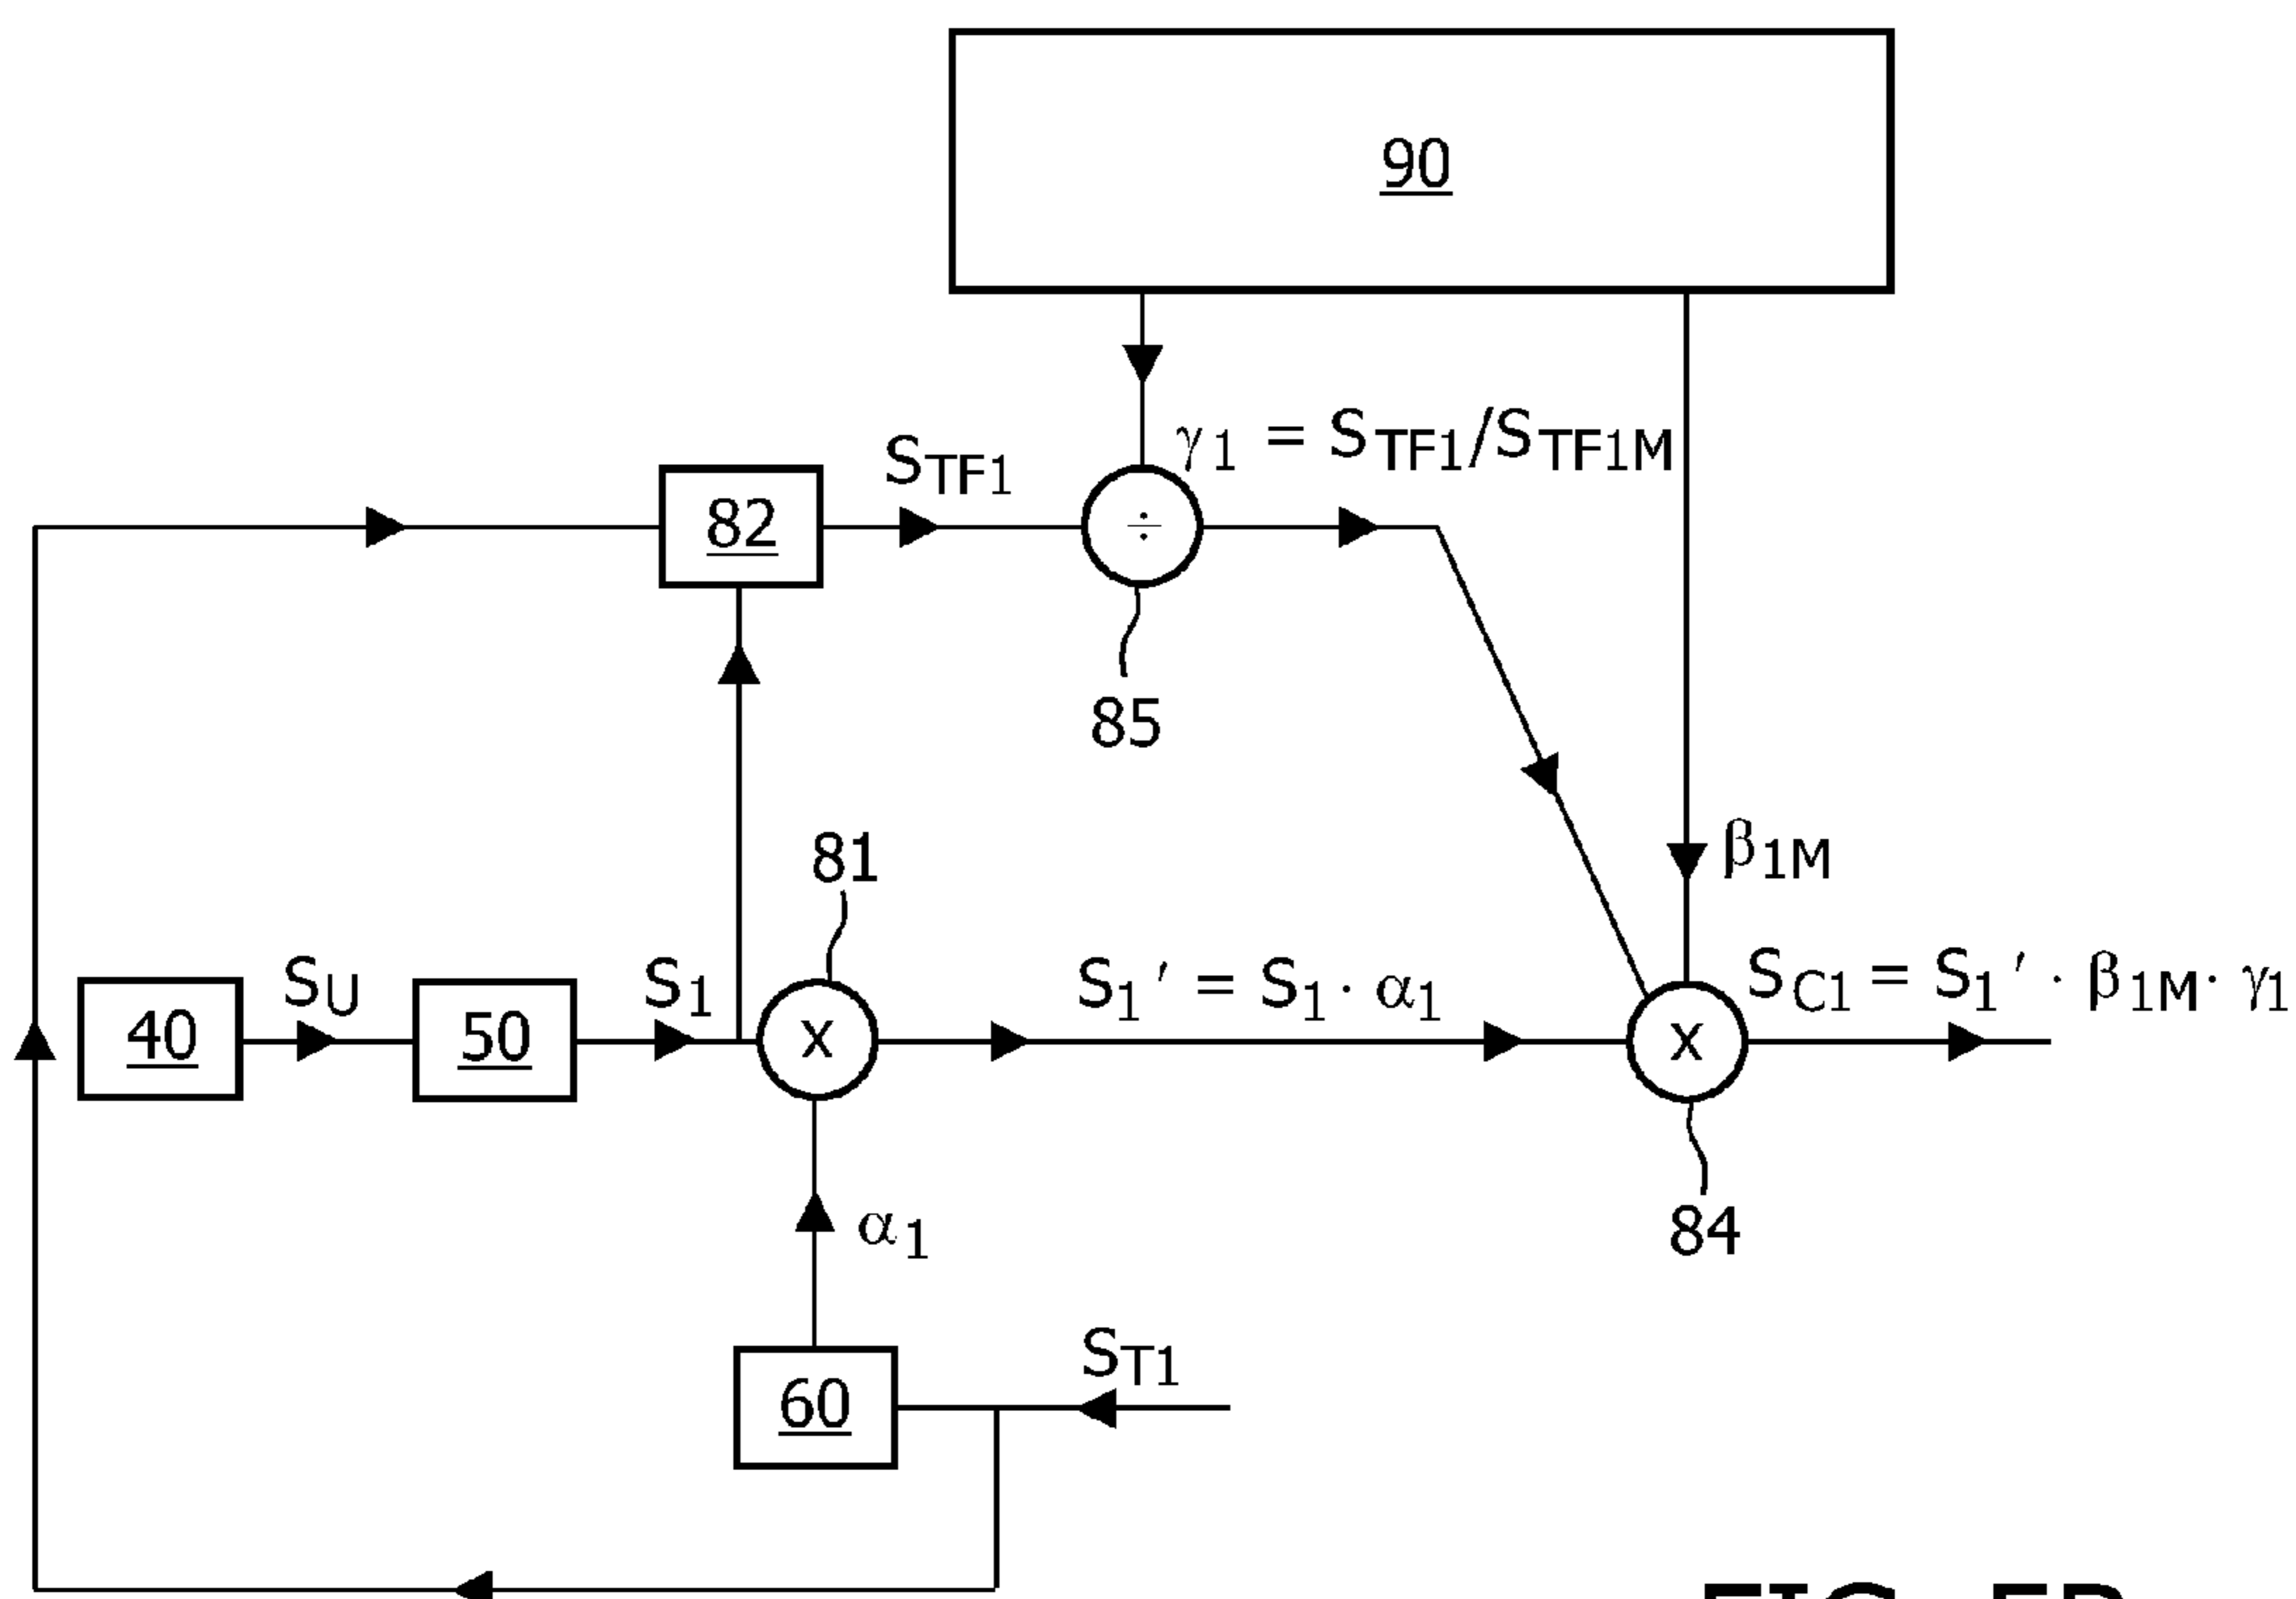 90
γ1 = STF1/STF1M
STF1
82
÷
85
81
β1M
SU
S1
S1′ = S1· α1
SC1 = S1′ · β1M· γ1
40
50
x
x
α1
84
ST1
60